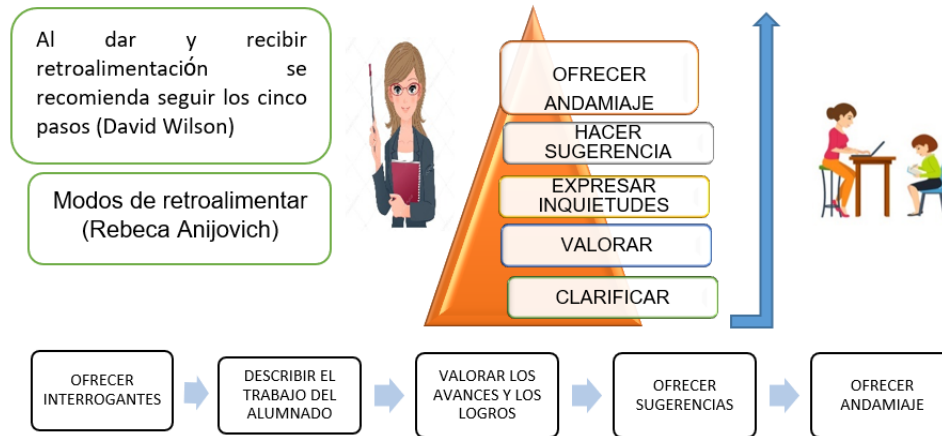 Al dar y recibir
retroalimentación se
recomienda seguir los cinco
pasos (David Wilson)
Modos de retroalimentar
(Rebeca Anijovich)
OFRECER
ANDAMIAJE
HACER
SUGERENCIA
EXPRESAR
INQUIETUDES
VALORAR
CLARIFICAR
OFRECER
INTERROGANTES
DESCRIBIR EL
TRABAJO DEL
ALUMNADO
VALORAR LOS
AVANCES Y LOS
LOGROS
OFRECER
SUGERENCIAS
OFRECER
ANDAMIAJE